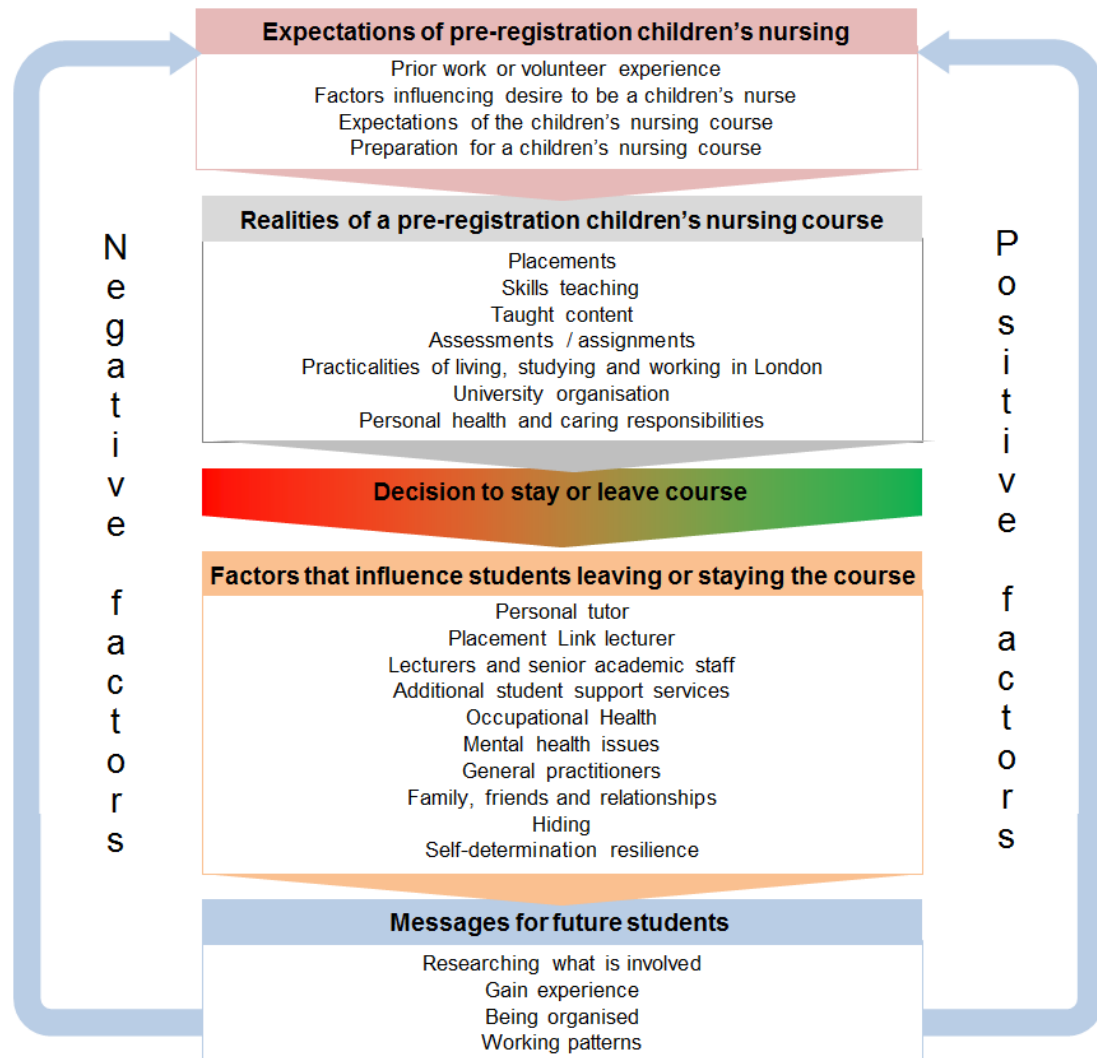 Expectations of pre-registration children's nursing
Prior work or volunteer experience
Factors influencing desire to be a children's nurse
Expectations of the children's nursing course
Preparation for a children's nursing course
Realities of a pre-registration children's nursing course
Placements
Skills teaching
Taught content
Assessments / assignments
Practicalities of living, studying and working in London
University organisation
Personal health and caring responsibilities
Decision to stay or leave course
Factors that influence students leaving or staying the course
Personal tutor
Placement Link lecturer
Lecturers and senior academic staff
Additional student support services
Occupational Health
Mental health issues
General practitioners
Family, friends and relationships
Hiding
Self-determination resilience
Messages for future students
Researching what is involved
Gain experience
Being organised
Working patterns
Negative factors
Positive factors